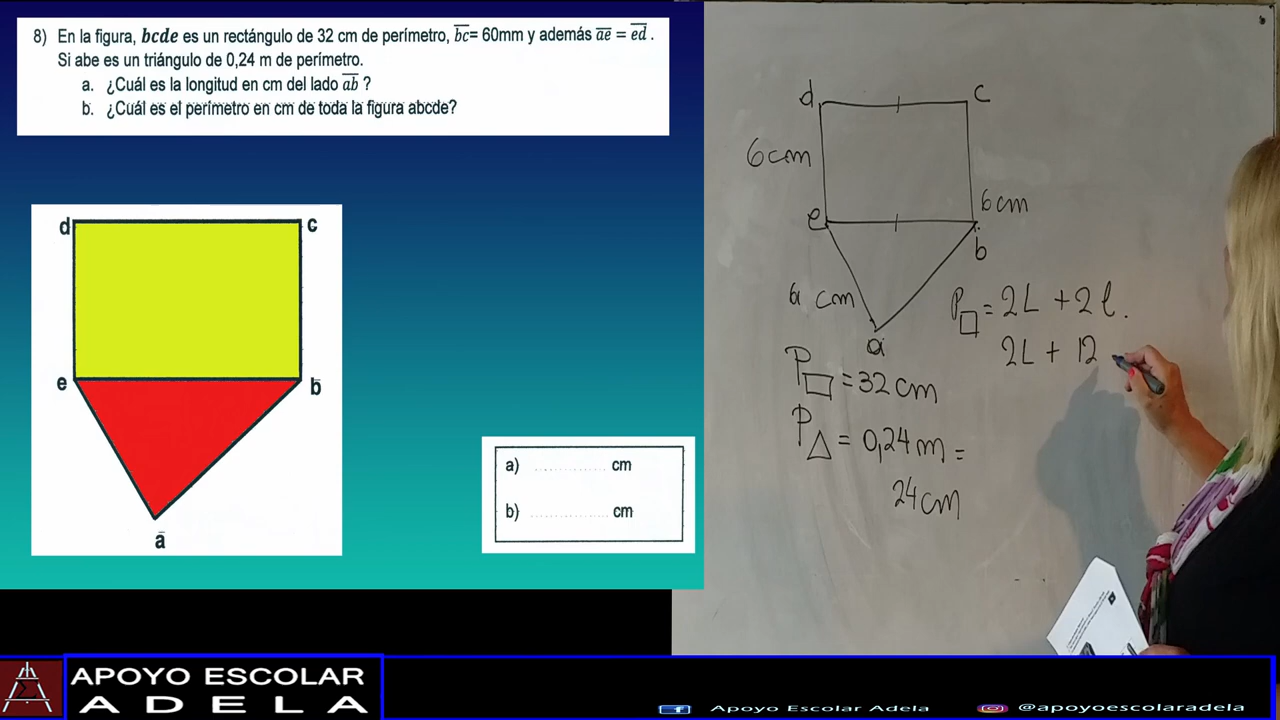 8) En la figura, bcde es un rectángulo de 32 cm de perímetro, bc= 60mm y además ae = ed .
Si abe es un triángulo de 0,24 m de perímetro.
a. ¿Cuál es la longitud en cm del lado ab ?
b. ¿Cuál es el perímetro en cm de toda la figura abcde?
d
c
e
b
a
a) .............. cm
b) ................ cm
d
c
6cm
e
6cm
b
6 cm
a
P□ = 2L + 2l.
2L + 12
P▭ = 32 cm
P△ = 0,24 m =
24 cm
APOYO ESCOLAR
ADELA
f Apoyo Escolar Adela
@apoyoescolaradela